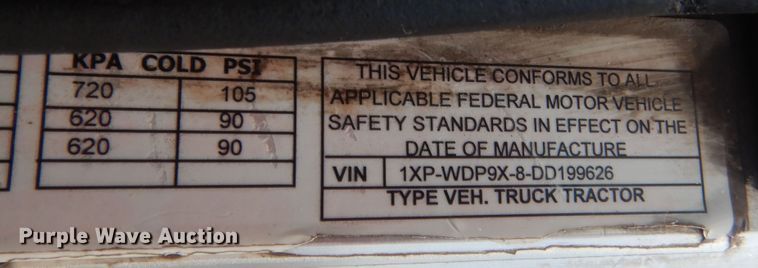 KPA COLD PSI
720 105
620 90
620 90
THIS VEHICLE CONFORMS TO ALL
APPLICABLE FEDERAL MOTOR VEHICLE
SAFETY STANDARDS IN EFFECT ON THE
DATE OF MANUFACTURE
VIN 1XP-WDP9X-8-DD199626
TYPE VEH. TRUCK TRACTOR
Purple Wave Auction